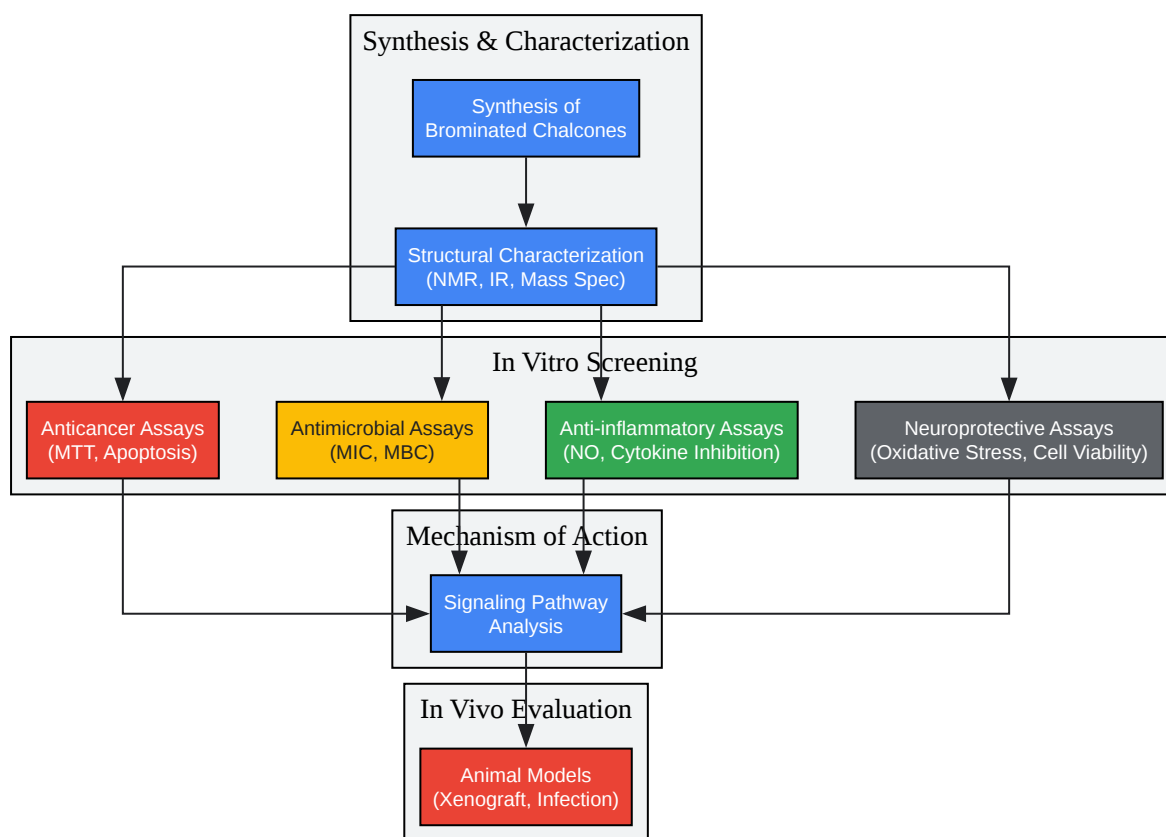 Synthesis & Characterization
Synthesis of
Brominated Chalcones
Structural Characterization
(NMR, IR, Mass Spec)
In Vitro Screening
Anticancer Assays
(MTT, Apoptosis)
Antimicrobial Assays
(MIC, MBC)
Anti-inflammatory Assays
(NO, Cytokine Inhibition)
Neuroprotective Assays
(Oxidative Stress, Cell Viability)
Mechanism of Action
Signaling Pathway
Analysis
In Vivo Evaluation
Animal Models
(Xenograft, Infection)